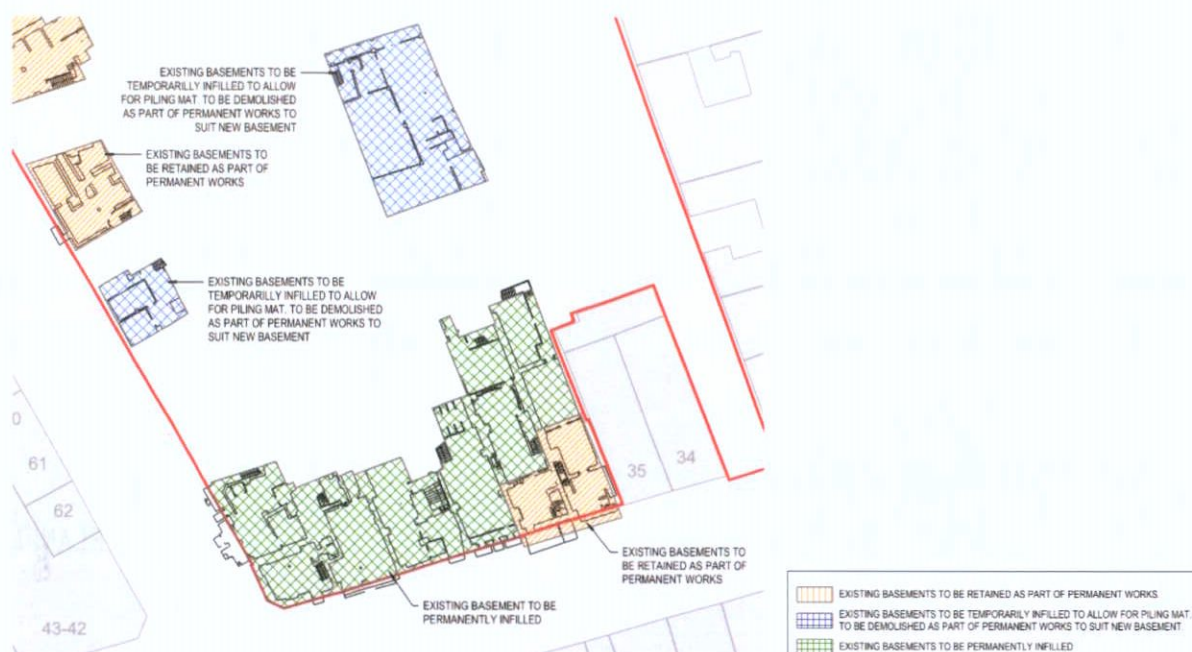 EXISTING BASEMENTS TO BE
TEMPORARILLY INFILLED TO ALLOW
FOR PILING MAT. TO BE DEMOLISHED
AS PART OF PERMANENT WORKS TO
SUIT NEW BASEMENT
EXISTING BASEMENTS TO
BE RETAINED AS PART OF
PERMANENT WORKS
EXISTING BASEMENTS TO BE
TEMPORARILLY INFILLED TO ALLOW
FOR PILING MAT. TO BE DEMOLISHED
AS PART OF PERMANENT WORKS TO
SUIT NEW BASEMENT
0
61
62
43-42
35
34
EXISTING BASEMENTS TO
BE RETAINED AS PART OF
PERMANENT WORKS
EXISTING BASEMENT TO BE
PERMANENTLY INFILLED
EXISTING BASEMENTS TO BE RETAINED AS PART OF PERMANENT WORKS.
EXISTING BASEMENTS TO BE TEMPORARILLY INFILLED TO ALLOW FOR PILING MAT.
TO BE DEMOLISHED AS PART OF PERMANENT WORKS TO SUIT NEW BASEMENT.
EXISTING BASEMENTS TO BE PERMANENTLY INFILLED